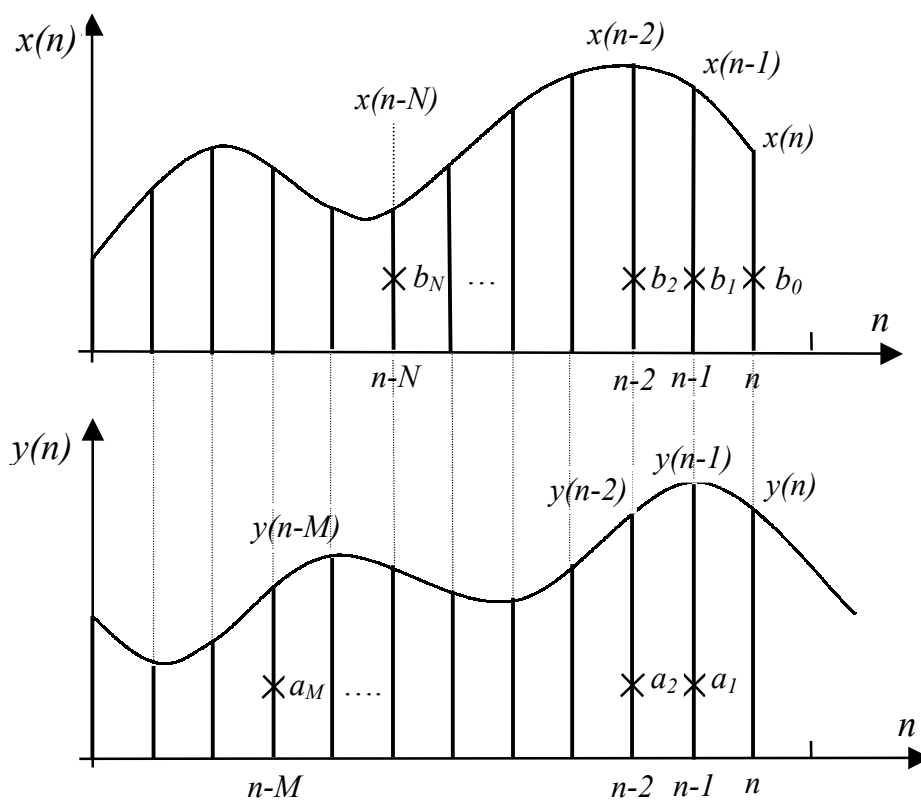 x(n)
x(n-2)
x(n-1)
x(n-N)
x(n)
b_N ... b_2 b_1 b_0
n
n-N n-2 n-1 n
y(n)
y(n-1)
y(n-2) y(n)
y(n-M)
a_M .... a_2 a_1
n
n-M n-2 n-1 n